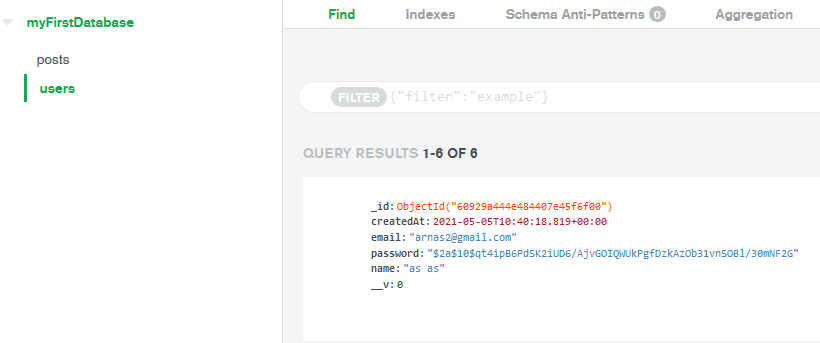 myFirstDatabase
posts
users
Find Indexes Schema Anti-Patterns 0 Aggregation
FILTER {"filter":"example"}
QUERY RESULTS 1-6 OF 6
_id: ObjectId("60929a444e484407e45f6f00")
createdAt: 2021-05-05T10:40:18.819+00:00
email: "arnas2@gmail.com"
password: "$2a$10$qt4ipB6PdSK2iUD6/AjvGOIQWUkPgfDzkAzOb31vnSOBl/30mNF2G"
name: "as as"
__v: 0